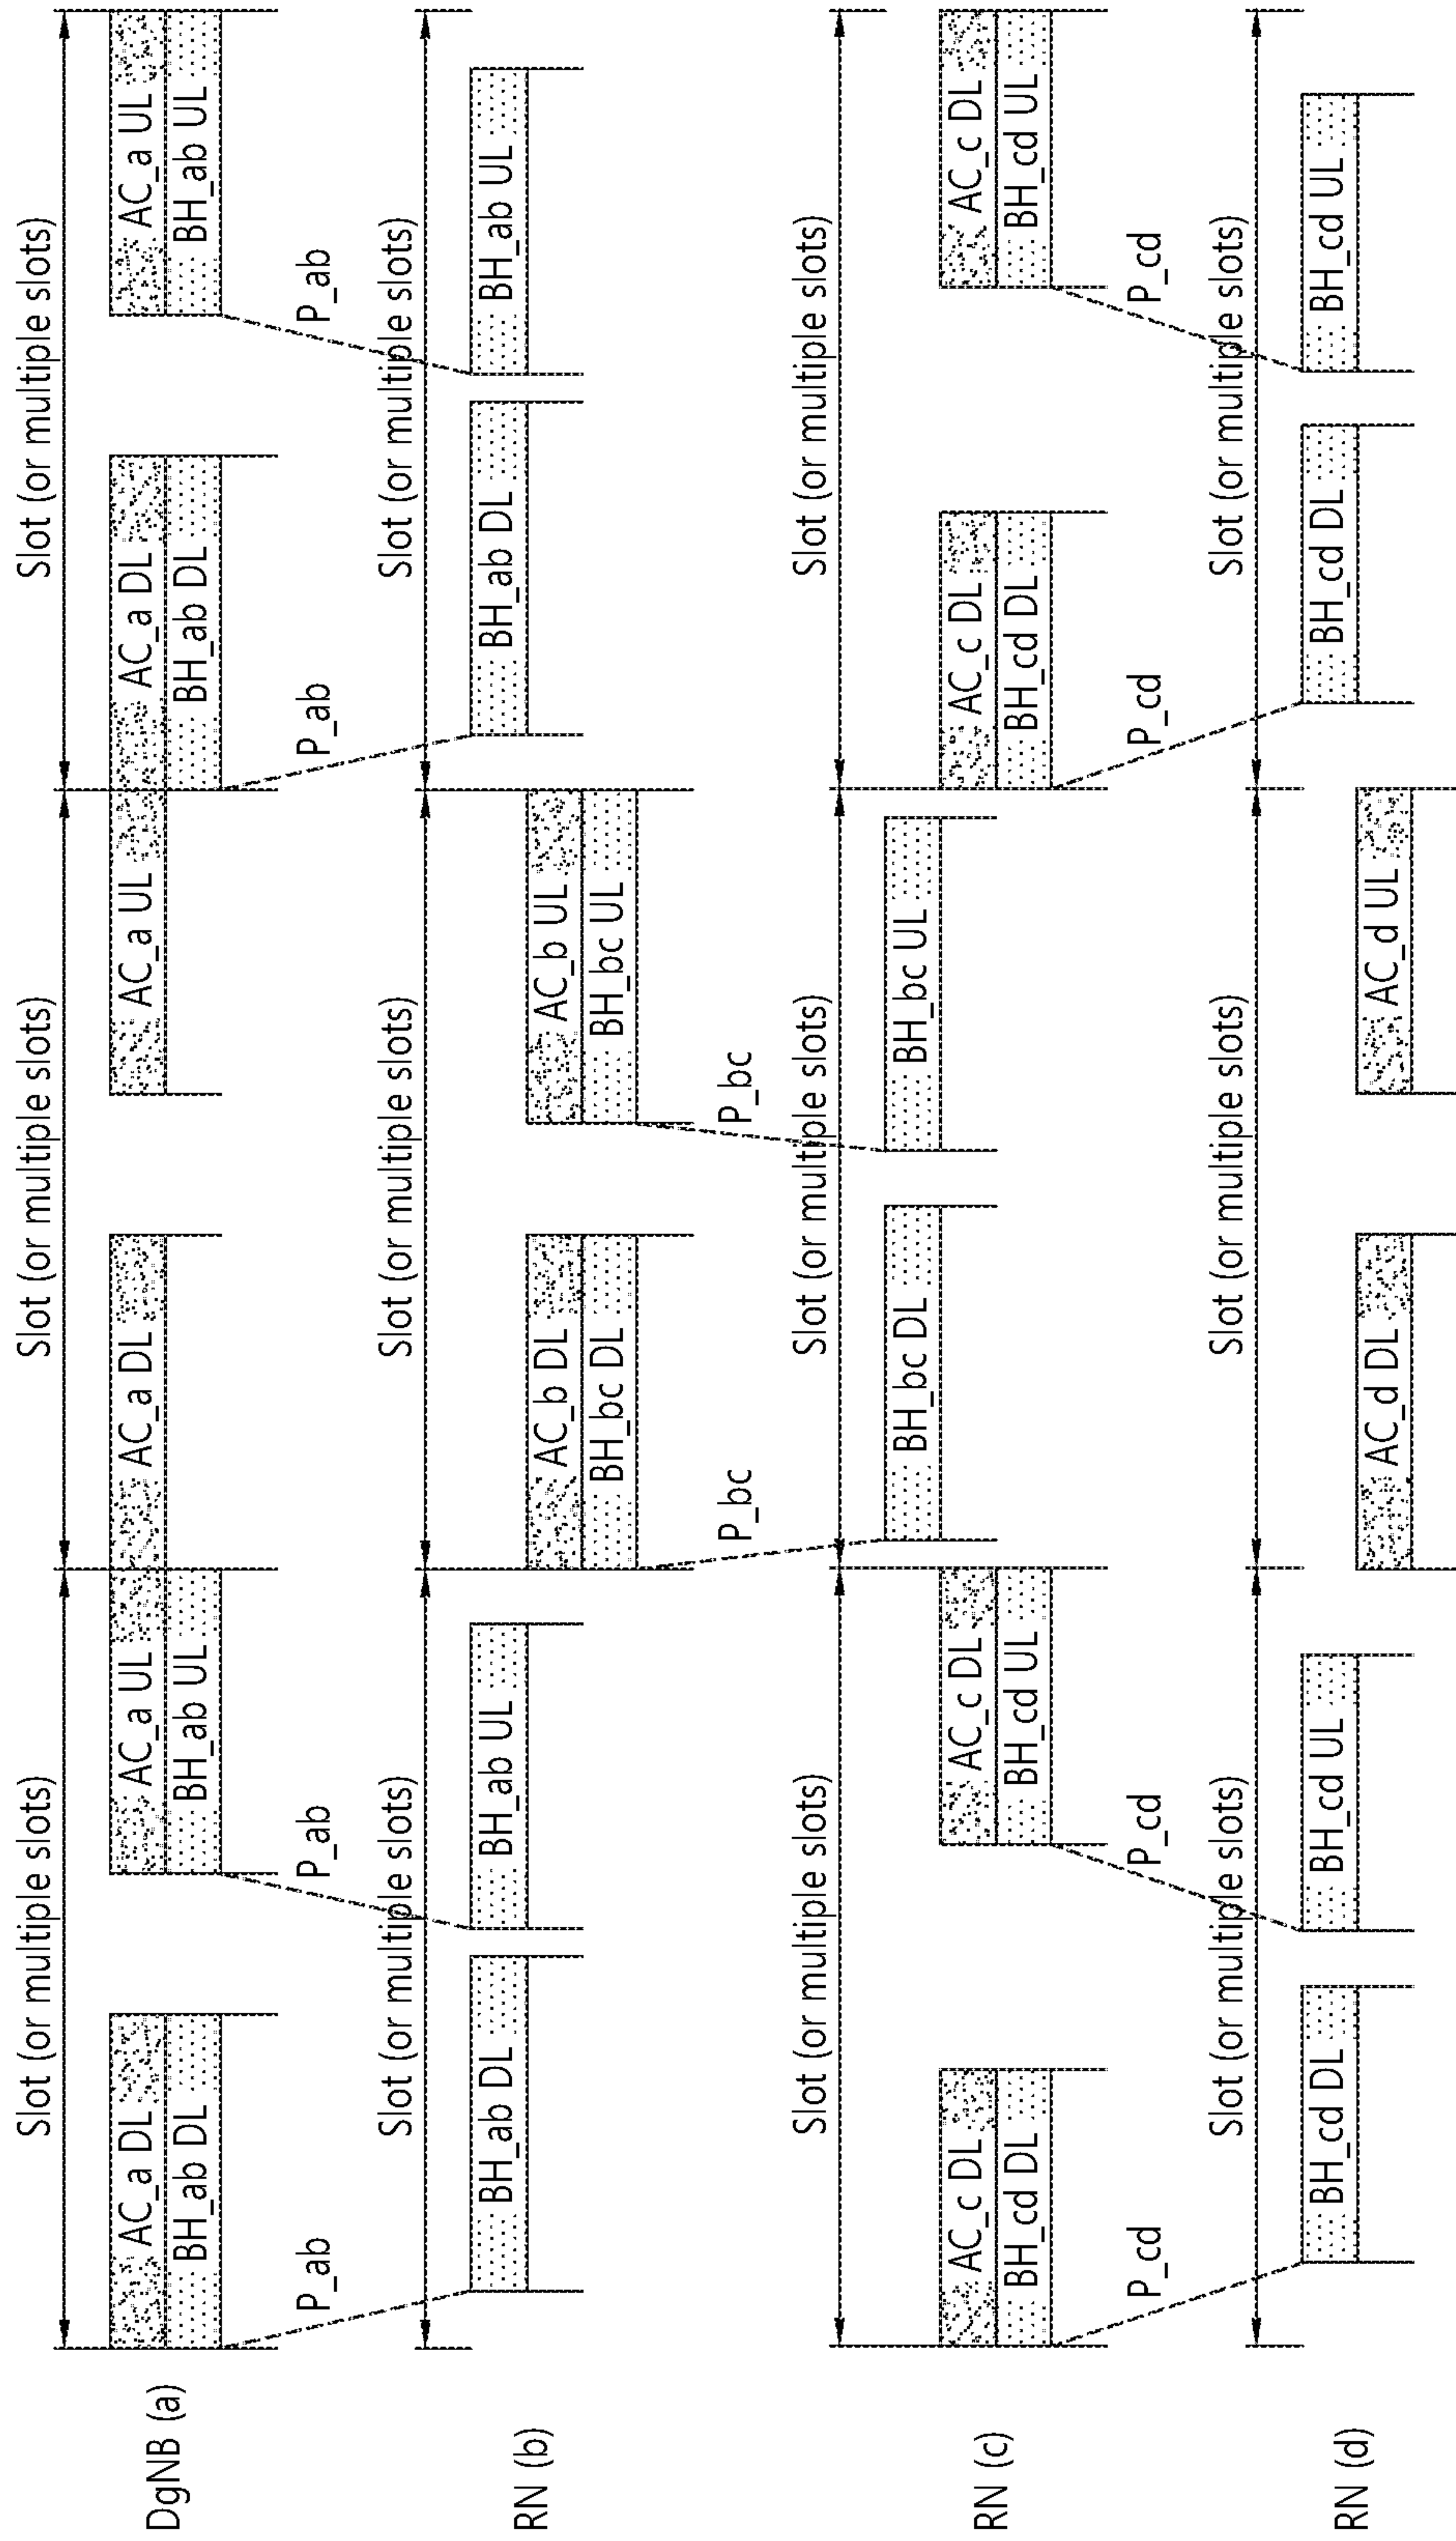 Slot (or multiple slots)
Slot (or multiple slots)
Slot (or multiple slots)
DgNB (a)
AC_a DL
AC_a UL
AC_a DL
AC_a UL
AC_a DL
AC_a UL
BH_ab DL
BH_ab UL
BH_ab DL
BH_ab UL
P_ab
P_ab
P_ab
P_ab
Slot (or multiple slots)
Slot (or multiple slots)
Slot (or multiple slots)
RN (b)
BH_ab DL
BH_ab UL
BH_ab DL
BH_ab UL
AC_b DL
AC_b UL
BH_bc DL
BH_bc UL
P_bc
P_bc
Slot (or multiple slots)
Slot (or multiple slots)
Slot (or multiple slots)
BH_bc DL
BH_bc UL
RN (c)
AC_c DL
AC_c DL
AC_c DL
AC_c DL
BH_cd DL
BH_cd UL
BH_cd DL
BH_cd UL
P_cd
P_cd
P_cd
P_cd
Slot (or multiple slots)
Slot (or multiple slots)
Slot (or multiple slots)
RN (d)
BH_cd DL
BH_cd UL
BH_cd DL
BH_cd UL
AC_d DL
AC_d UL